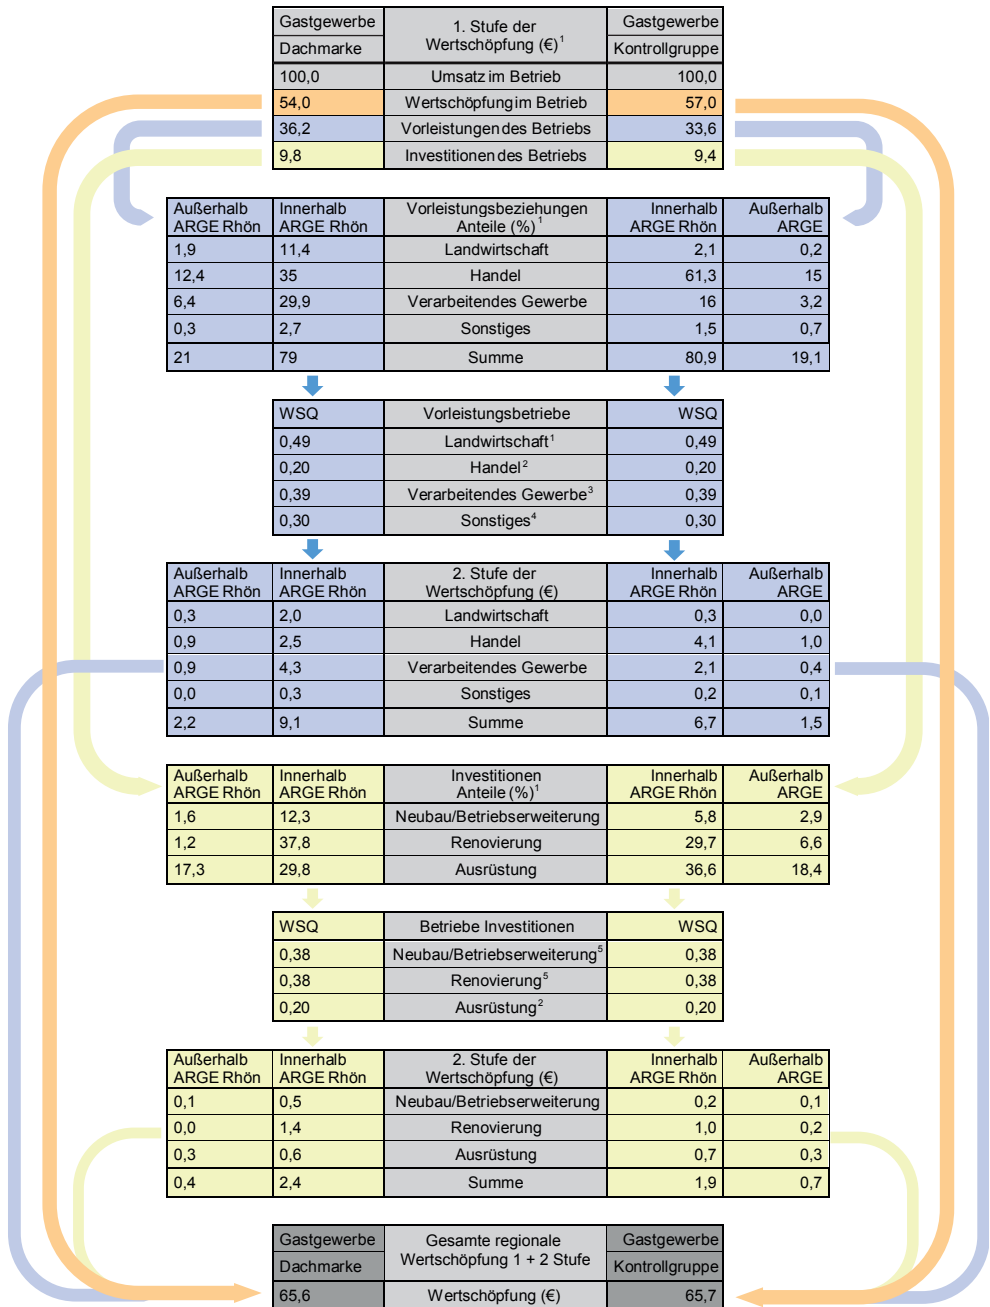 Gastgewerbe 1. Stufe der Gastgewerbe
Dachmarke Wertschöpfung (€)¹ Kontrollgruppe
100,0 Umsatz im Betrieb 100,0
54,0 Wertschöpfung im Betrieb 57,0
36,2 Vorleistungen des Betriebs 33,6
9,8 Investitionen des Betriebs 9,4
Außerhalb Innerhalb Vorleistungsbeziehungen Innerhalb Außerhalb
ARGE Rhön ARGE Rhön Anteile (%)¹ ARGE Rhön ARGE
1,9 11,4 Landwirtschaft 2,1 0,2
12,4 35 Handel 61,3 15
6,4 29,9 Verarbeitendes Gewerbe 16 3,2
0,3 2,7 Sonstiges 1,5 0,7
21 79 Summe 80,9 19,1
WSQ Vorleistungsbetriebe WSQ
0,49 Landwirtschaft¹ 0,49
0,20 Handel² 0,20
0,39 Verarbeitendes Gewerbe³ 0,39
0,30 Sonstiges⁴ 0,30
Außerhalb Innerhalb 2. Stufe der Innerhalb Außerhalb
ARGE Rhön ARGE Rhön Wertschöpfung (€) ARGE Rhön ARGE
0,3 2,0 Landwirtschaft 0,3 0,0
0,9 2,5 Handel 4,1 1,0
0,9 4,3 Verarbeitendes Gewerbe 2,1 0,4
0,0 0,3 Sonstiges 0,2 0,1
2,2 9,1 Summe 6,7 1,5
Außerhalb Innerhalb Investitionen Innerhalb Außerhalb
ARGE Rhön ARGE Rhön Anteile (%)¹ ARGE Rhön ARGE
1,6 12,3 Neubau/Betriebserweiterung 5,8 2,9
1,2 37,8 Renovierung 29,7 6,6
17,3 29,8 Ausrüstung 36,6 18,4
WSQ Betriebe Investitionen WSQ
0,38 Neubau/Betriebserweiterung⁵ 0,38
0,38 Renovierung⁵ 0,38
0,20 Ausrüstung² 0,20
Außerhalb Innerhalb 2. Stufe der Innerhalb Außerhalb
ARGE Rhön ARGE Rhön Wertschöpfung (€) ARGE Rhön ARGE
0,1 0,5 Neubau/Betriebserweiterung 0,2 0,1
0,0 1,4 Renovierung 1,0 0,2
0,3 0,6 Ausrüstung 0,7 0,3
0,4 2,4 Summe 1,9 0,7
Gastgewerbe Gesamte regionale Gastgewerbe
Dachmarke Wertschöpfung 1 + 2 Stufe Kontrollgruppe
65,6 Wertschöpfung (€) 65,7